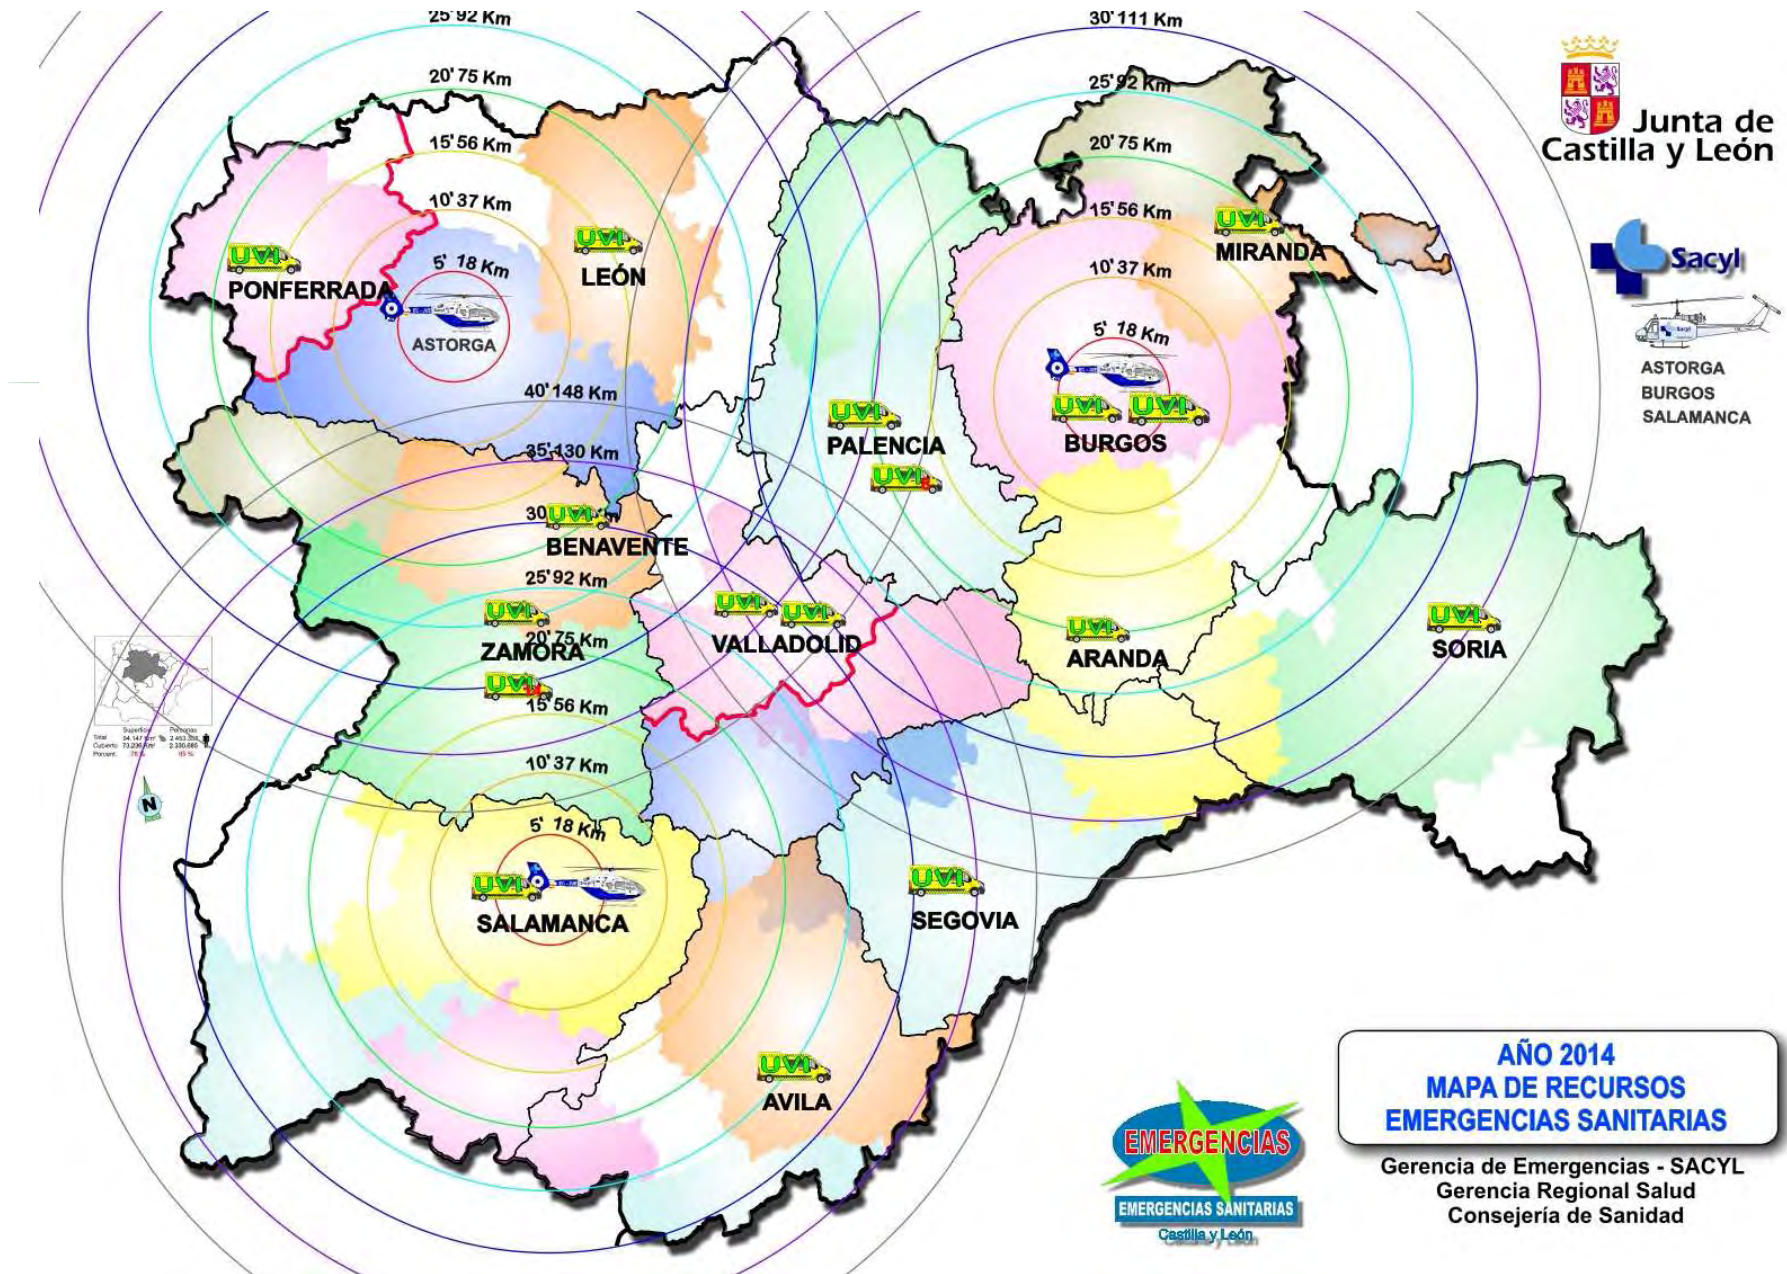 25'92 Km
30'111 Km
20'75 Km
25'92 Km
15'56 Km
20'75 Km
10'37 Km
15'56 Km
5' 18 Km
10'37 Km
5' 18 Km
40'148 Km
35'130 Km
30
25'92 Km
20'75 Km
15'56 Km
10'37 Km
5' 18 Km
UVI
PONFERRADA
UVI
LEÓN
ASTORGA
UVI
MIRANDA
UVI
UVI
BURGOS
UVI
PALENCIA
UVI
UVI
BENAVENTE
UVI
ZAMORA
UVI
UVI
UVI
VALLADOLID
UVI
ARANDA
UVI
SORIA
UVI
SALAMANCA
UVI
SEGOVIA
UVI
AVILA
Junta de
Castilla y León
Sacyl
Sacyl
ASTORGA
BURGOS
SALAMANCA
Superficie Personas
Total
Cubierto
Porcent.
N
EMERGENCIAS
EMERGENCIAS SANITARIAS
Castilla y León
AÑO 2014
MAPA DE RECURSOS
EMERGENCIAS SANITARIAS
Gerencia de Emergencias - SACYL
Gerencia Regional Salud
Consejería de Sanidad